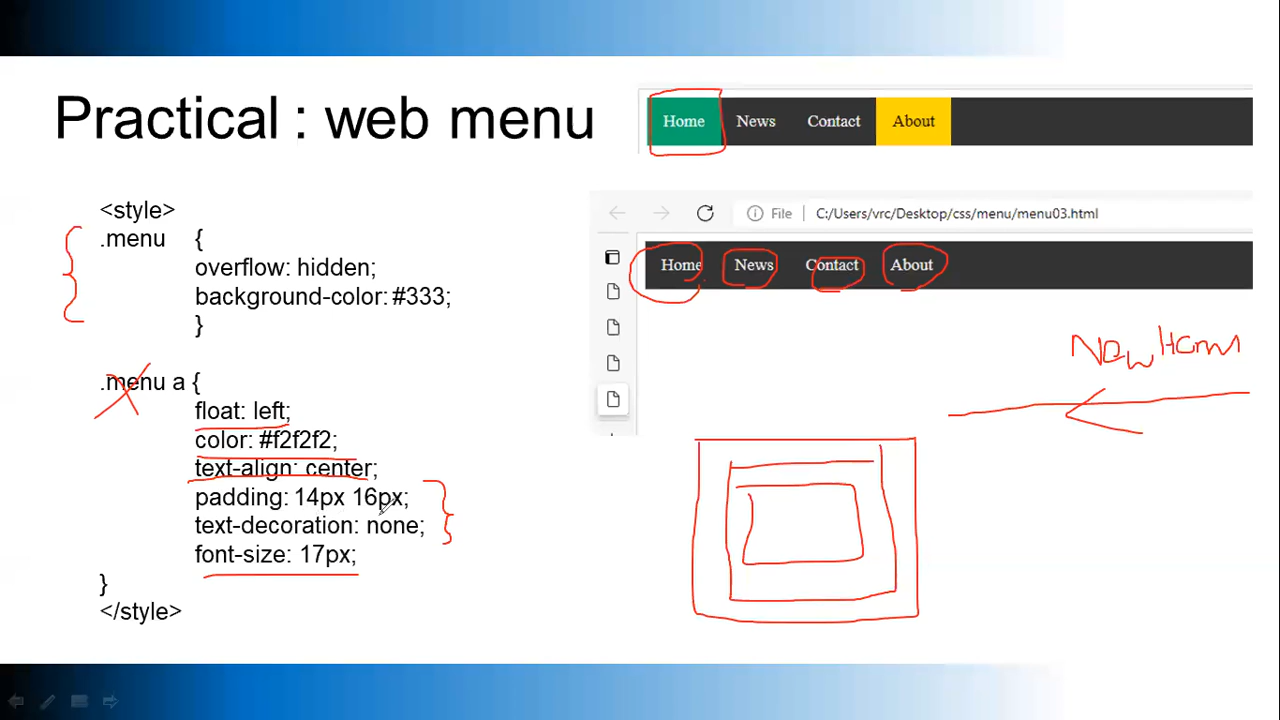 Practical : web menu
Home News Contact About
File C:/Users/vrc/Desktop/css/menu/menu03.html
Home News Contact About
<style>
.menu {
overflow: hidden;
background-color: #333;
}
.menu a {
float: left;
color: #f2f2f2;
text-align: center;
padding: 14px 16px;
text-decoration: none;
font-size: 17px;
}
</style>